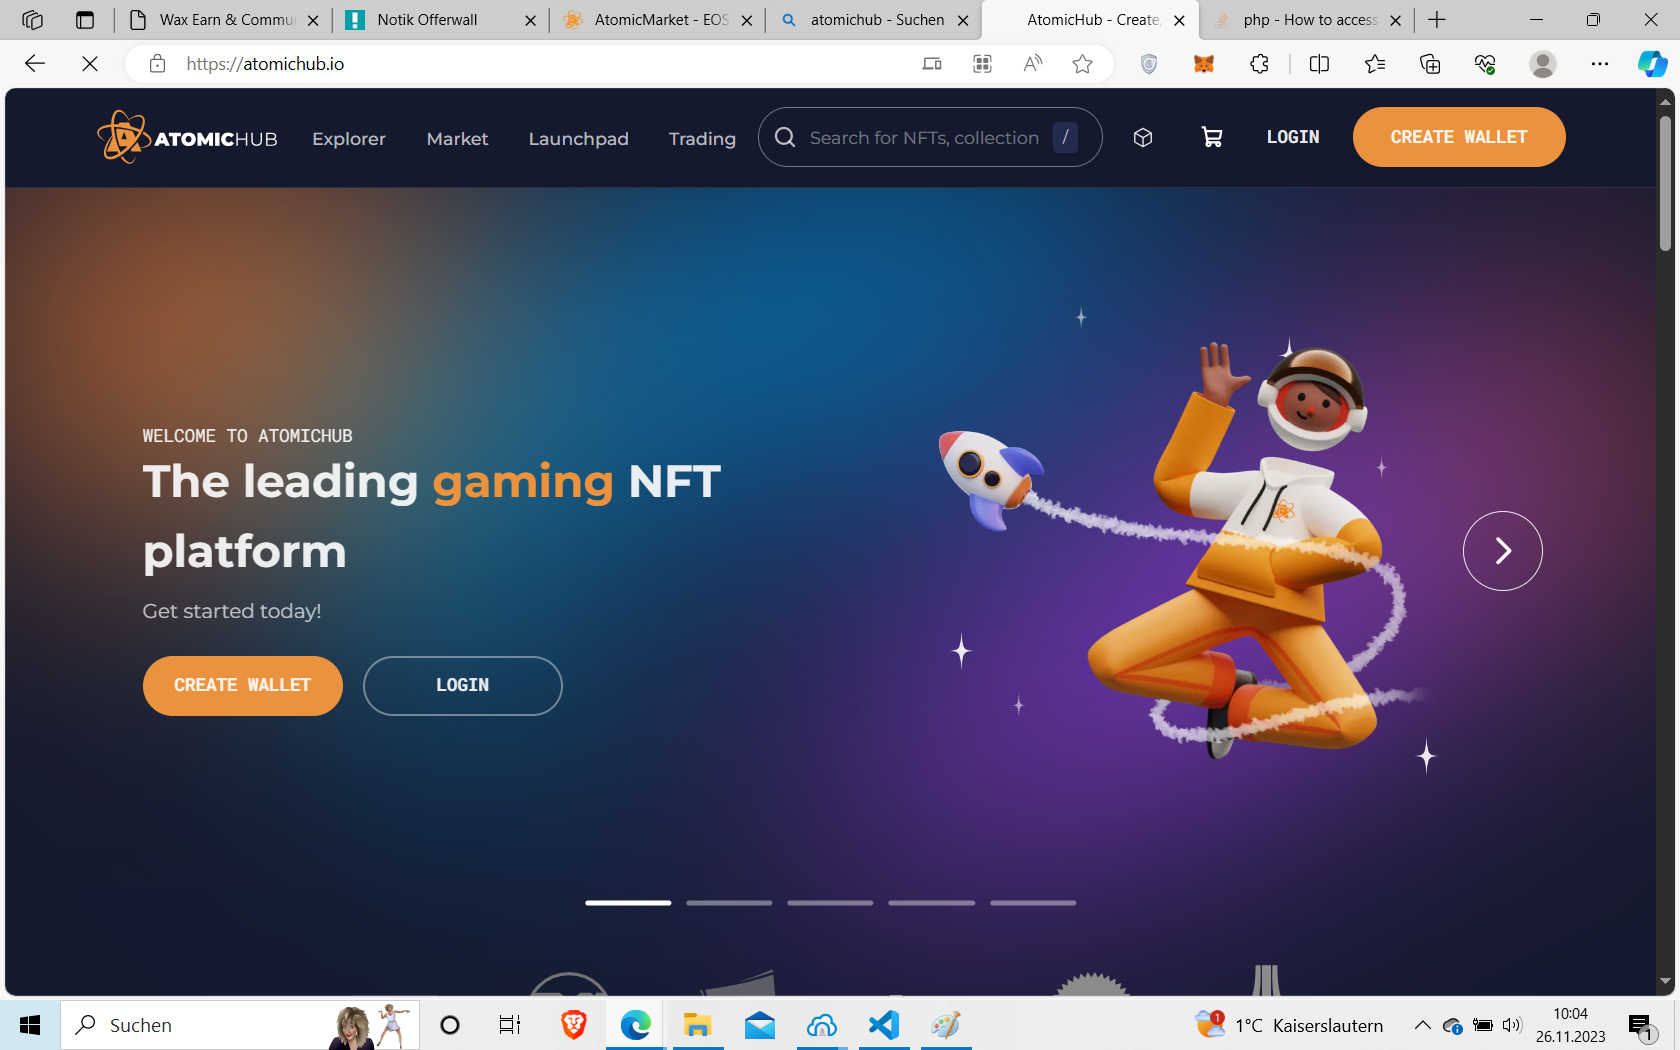 Wax Earn & Commu
Notik Offerwall
AtomicMarket - EOS
atomichub - Suchen
AtomicHub - Create,
php - How to access
https://atomichub.io
ATOMICHUB
Explorer
Market
Launchpad
Trading
Search for NFTs, collection
/
LOGIN
CREATE WALLET
WELCOME TO ATOMICHUB
The leading gaming NFT
platform
Get started today!
CREATE WALLET
LOGIN
Suchen
1
1°C Kaiserslautern
10:04
26.11.2023
1